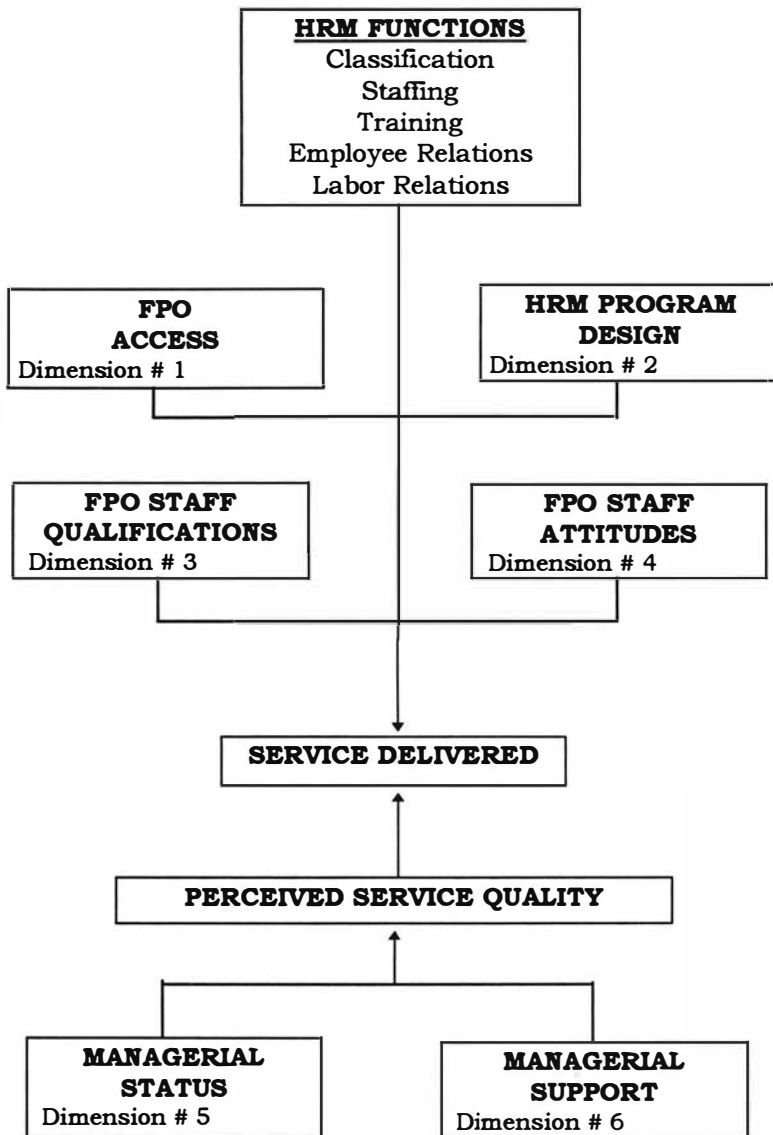 HRM FUNCTIONS
Classification
Staffing
Training
Employee Relations
Labor Relations
FPO
ACCESS
Dimension # 1
HRM PROGRAM
DESIGN
Dimension # 2
FPO STAFF
QUALIFICATIONS
Dimension # 3
FPO STAFF
ATTITUDES
Dimension # 4
SERVICE DELIVERED
PERCEIVED SERVICE QUALITY
MANAGERIAL
STATUS
Dimension # 5
MANAGERIAL
SUPPORT
Dimension # 6